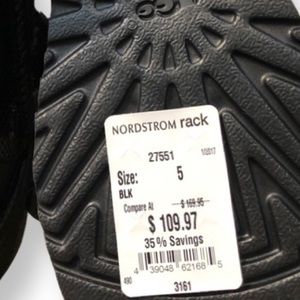 NORDSTROM rack
27551
Size: 5
BLK
Compare At $ 169.95
$ 109.97
35% Savings
4 39048 62168 5
490 3161